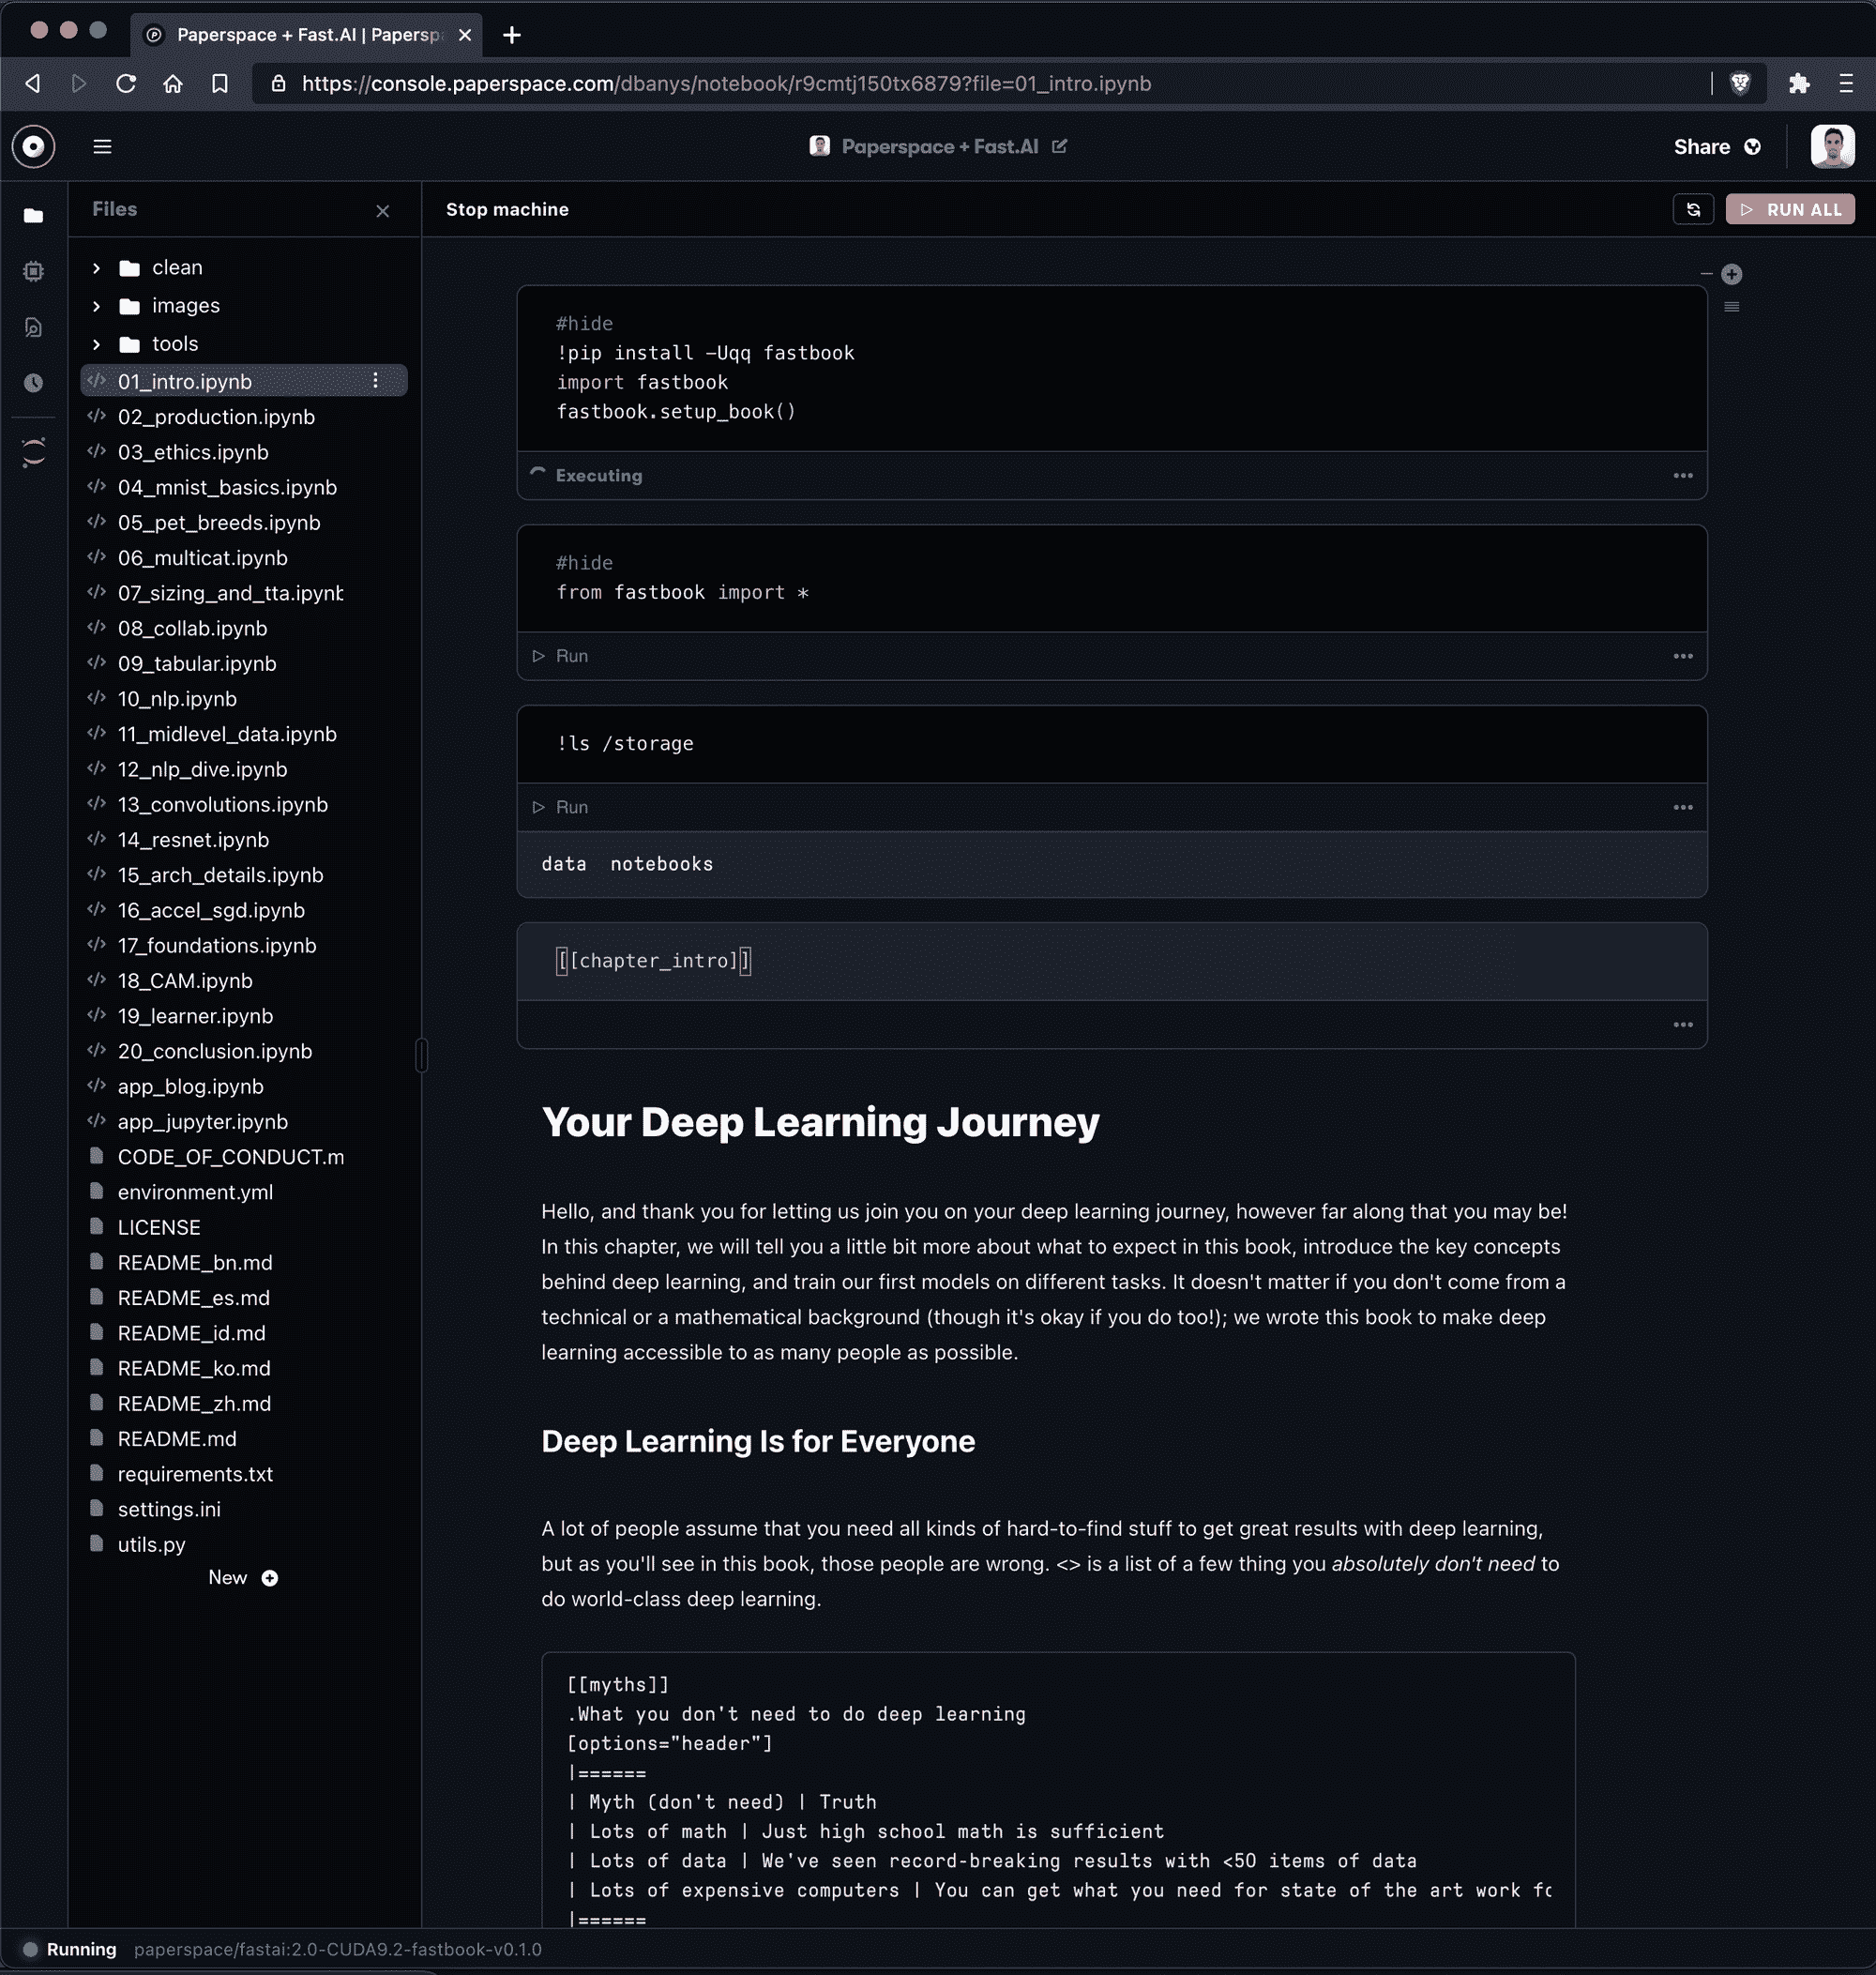 Paperspace + Fast.AI | Papersp
https://console.paperspace.com/dbanys/notebook/r9cmtj150tx6879?file=01_intro.ipynb
Paperspace + Fast.AI
Share
Files
Stop machine
RUN ALL
clean
images
tools
01_intro.ipynb
02_production.ipynb
03_ethics.ipynb
04_mnist_basics.ipynb
05_pet_breeds.ipynb
06_multicat.ipynb
07_sizing_and_tta.ipynb
08_collab.ipynb
09_tabular.ipynb
10_nlp.ipynb
11_midlevel_data.ipynb
12_nlp_dive.ipynb
13_convolutions.ipynb
14_resnet.ipynb
15_arch_details.ipynb
16_accel_sgd.ipynb
17_foundations.ipynb
18_CAM.ipynb
19_learner.ipynb
20_conclusion.ipynb
app_blog.ipynb
app_jupyter.ipynb
CODE_OF_CONDUCT.m
environment.yml
LICENSE
README_bn.md
README_es.md
README_id.md
README_ko.md
README_zh.md
README.md
requirements.txt
settings.ini
utils.py
New
#hide
!pip install -Uqq fastbook
import fastbook
fastbook.setup_book()
Executing
#hide
from fastbook import *
Run
!ls /storage
Run
data notebooks
[[chapter_intro]]
Your Deep Learning Journey
Hello, and thank you for letting us join you on your deep learning journey, however far along that you may be!
In this chapter, we will tell you a little bit more about what to expect in this book, introduce the key concepts
behind deep learning, and train our first models on different tasks. It doesn't matter if you don't come from a
technical or a mathematical background (though it's okay if you do too!); we wrote this book to make deep
learning accessible to as many people as possible.
Deep Learning Is for Everyone
A lot of people assume that you need all kinds of hard-to-find stuff to get great results with deep learning,
but as you'll see in this book, those people are wrong. <> is a list of a few thing you absolutely don't need to
do world-class deep learning.
[[myths]]
.What you don't need to do deep learning
[options="header"]
|======
| Myth (don't need) | Truth
| Lots of math | Just high school math is sufficient
| Lots of data | We've seen record-breaking results with <50 items of data
| Lots of expensive computers | You can get what you need for state of the art work fo
|======
Running paperspace/fastai:2.0-CUDA9.2-fastbook-v0.1.0